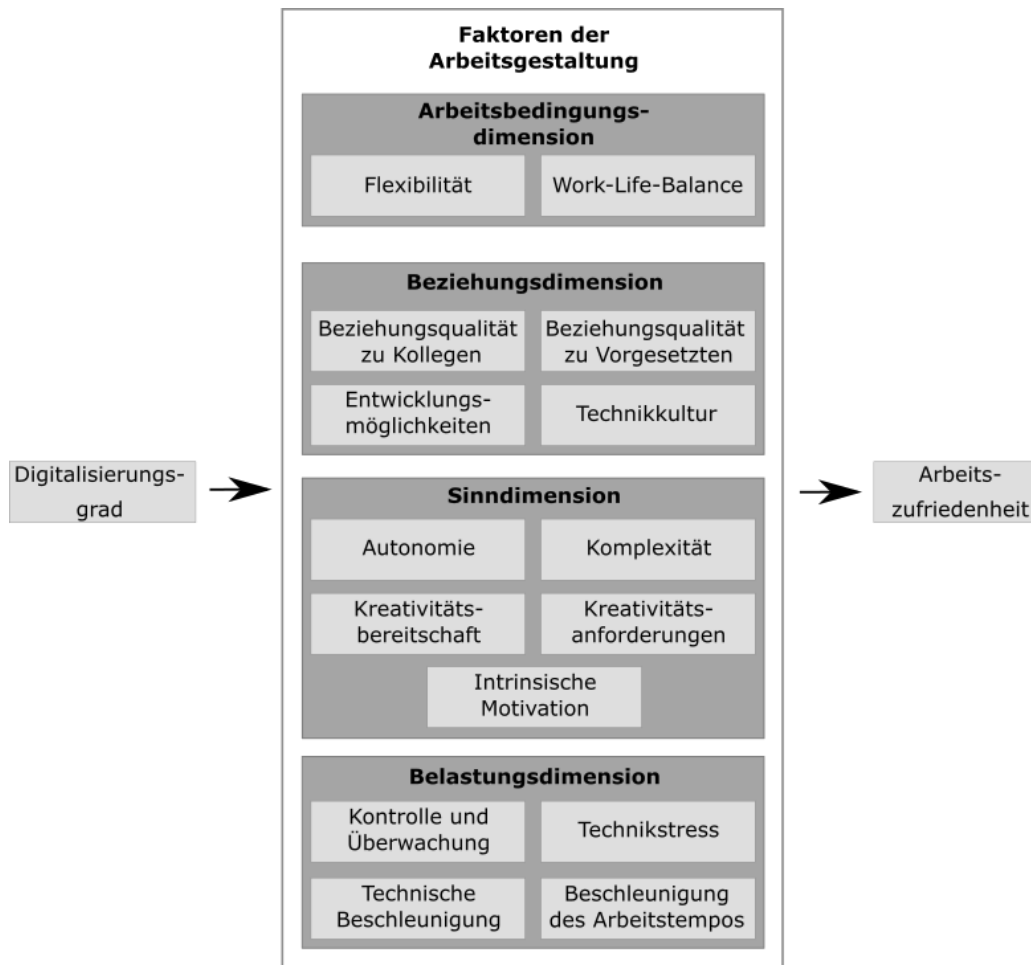 Faktoren der
Arbeitsgestaltung
Arbeitsbedingungs-
dimension
Flexibilität
Work-Life-Balance
Beziehungsdimension
Beziehungsqualität
zu Kollegen
Beziehungsqualität
zu Vorgesetzten
Entwicklungs-
möglichkeiten
Technikkultur
Digitalisierungs-
grad
Sinndimension
Autonomie
Komplexität
Kreativitäts-
bereitschaft
Kreativitäts-
anforderungen
Intrinsische
Motivation
Arbeits-
zufriedenheit
Belastungsdimension
Kontrolle und
Überwachung
Technikstress
Technische
Beschleunigung
Beschleunigung
des Arbeitstempos